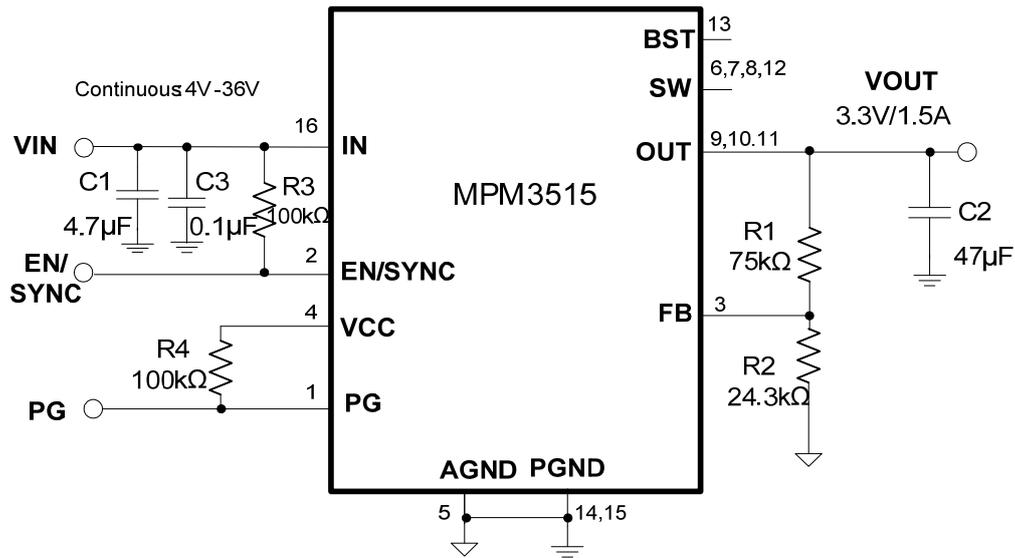 13
BST
6,7,8,12
SW
VOUT
Continuous:4V-36V
3.3V/1.5A
16
VIN
IN
OUT
9,10.11
C1
C3
R3
MPM3515
100kΩ
C2
4.7µF
0.1µF
R1
75kΩ
47µF
EN/
SYNC
2
EN/SYNC
4
VCC
FB
3
R4
100kΩ
R2
24.3kΩ
1
PG
PG
AGND
PGND
5
14,15